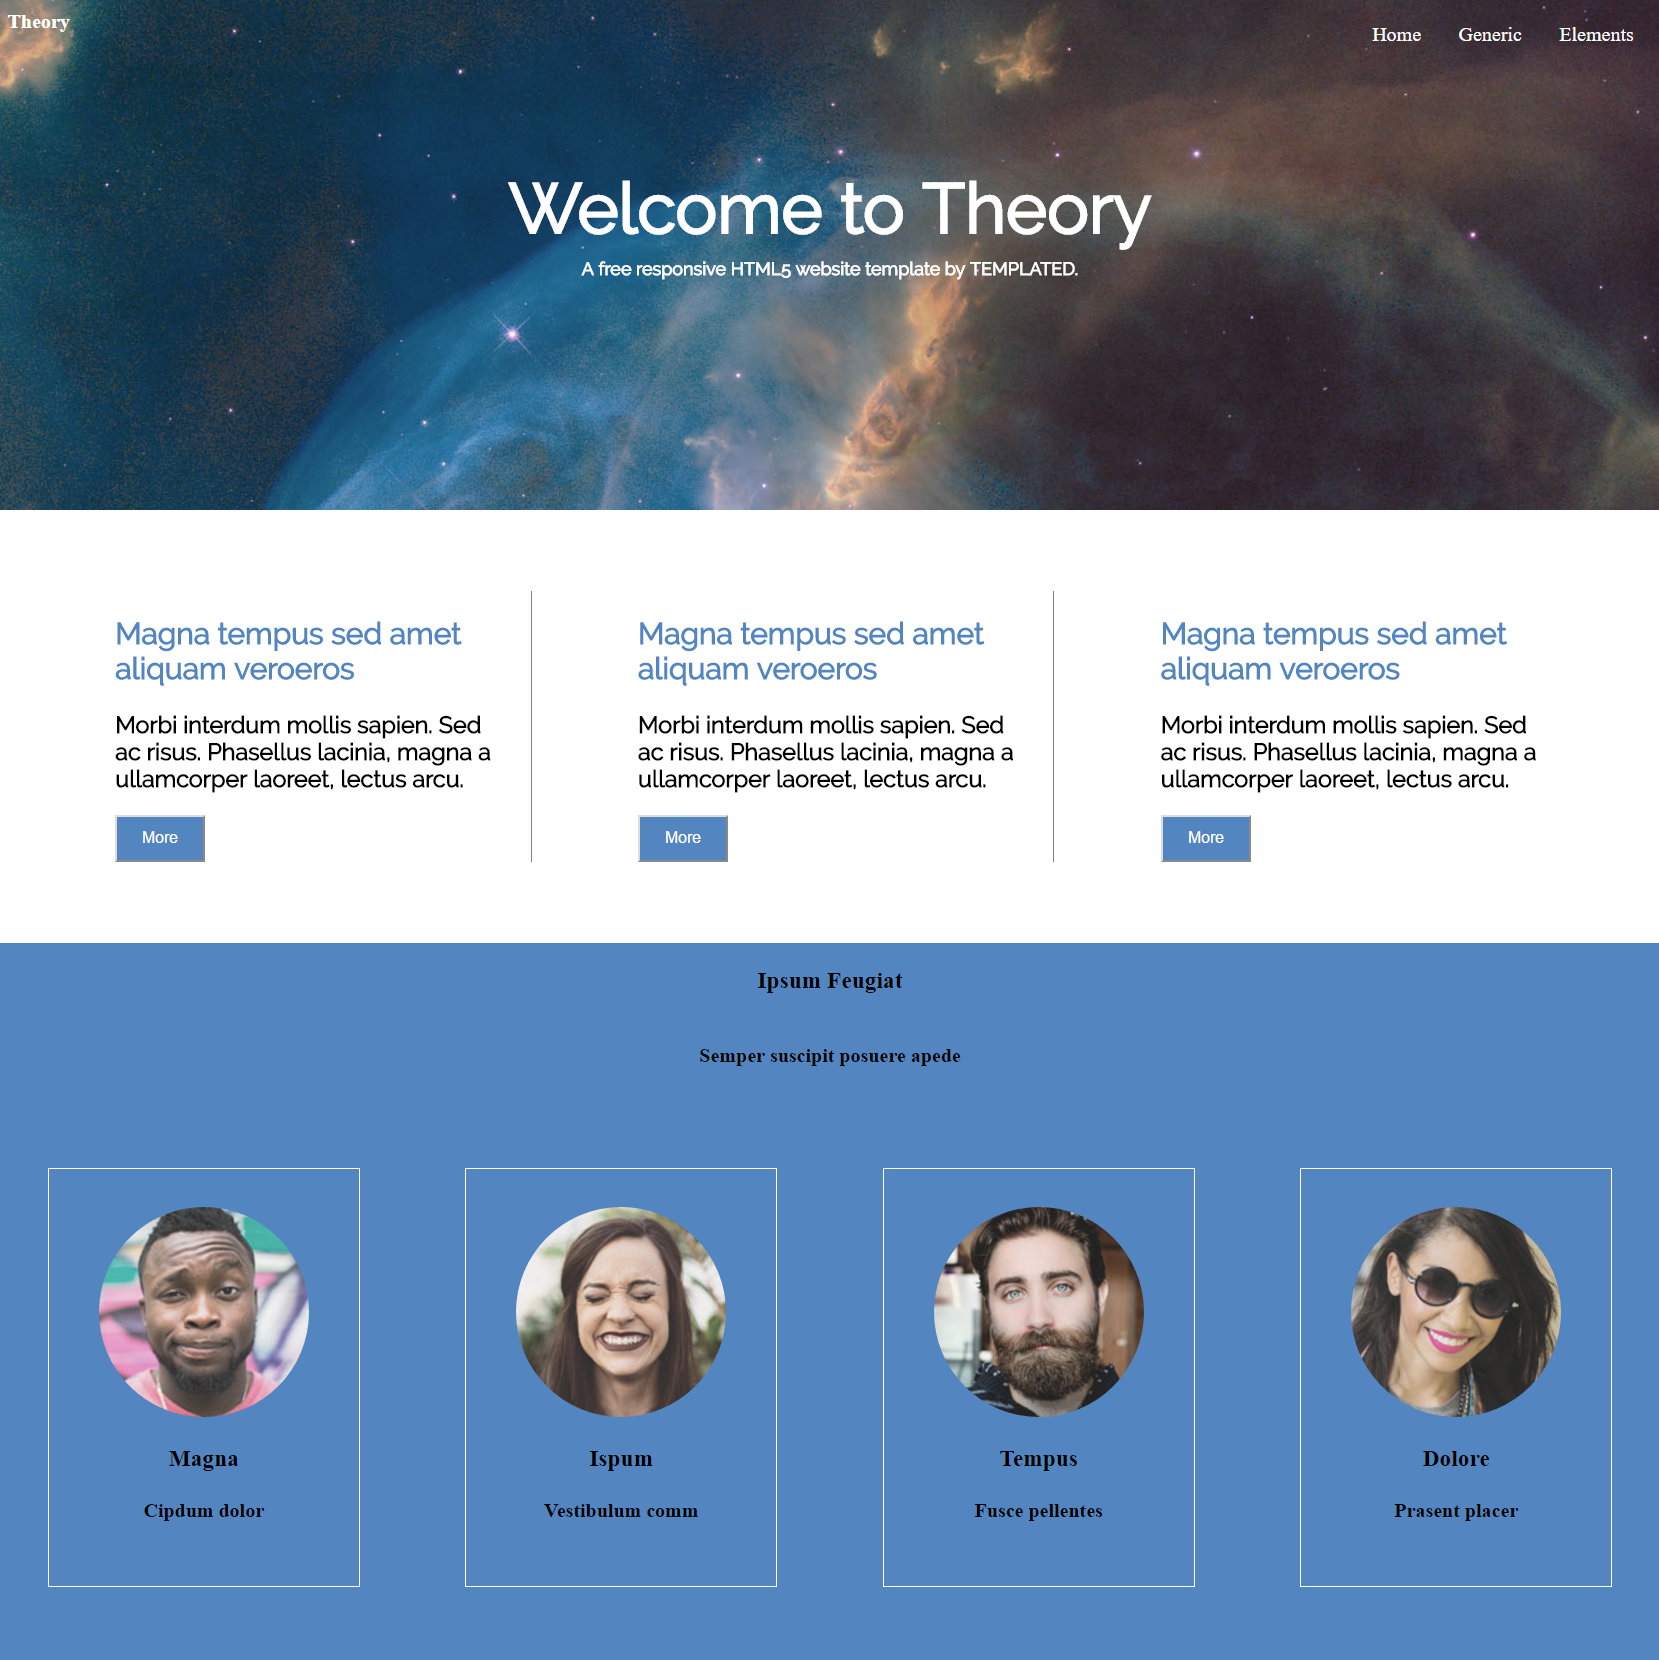 Theory
Home Generic Elements
Welcome to Theory
A free responsive HTML5 website template by TEMPLATED.
Magna tempus sed amet
aliquam veroeros
Morbi interdum mollis sapien. Sed
ac risus. Phasellus lacinia, magna a
ullamcorper laoreet, lectus arcu.
More
Magna tempus sed amet
aliquam veroeros
Morbi interdum mollis sapien. Sed
ac risus. Phasellus lacinia, magna a
ullamcorper laoreet, lectus arcu.
More
Magna tempus sed amet
aliquam veroeros
Morbi interdum mollis sapien. Sed
ac risus. Phasellus lacinia, magna a
ullamcorper laoreet, lectus arcu.
More
Ipsum Feugiat
Semper suscipit posuere apede
Magna
Cipdum dolor
Ispum
Vestibulum comm
Tempus
Fusce pellentes
Dolore
Prasent placer